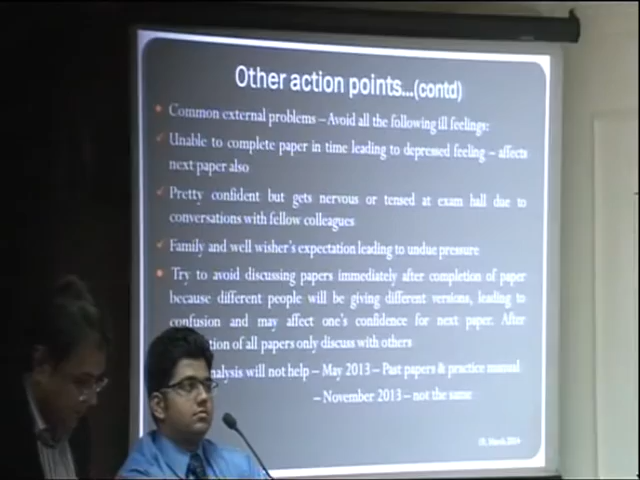 Other action points...(contd)
Common external problems – Avoid all the following ill feelings:
Unable to complete paper in time leading to depressed feeling – affects
next paper also
Pretty confident but gets nervous or tensed at exam hall due to
conversations with fellow colleagues
Family and well wisher's expectation leading to undue pressure
Try to avoid discussing papers immediately after completion of paper
because different people will be giving different versions, leading to
confusion and may affect one's confidence for next paper. After
tion of all papers only discuss with others
nalysis will not help – May 2013 – Past papers & practice manual
– November 2013 – not the same